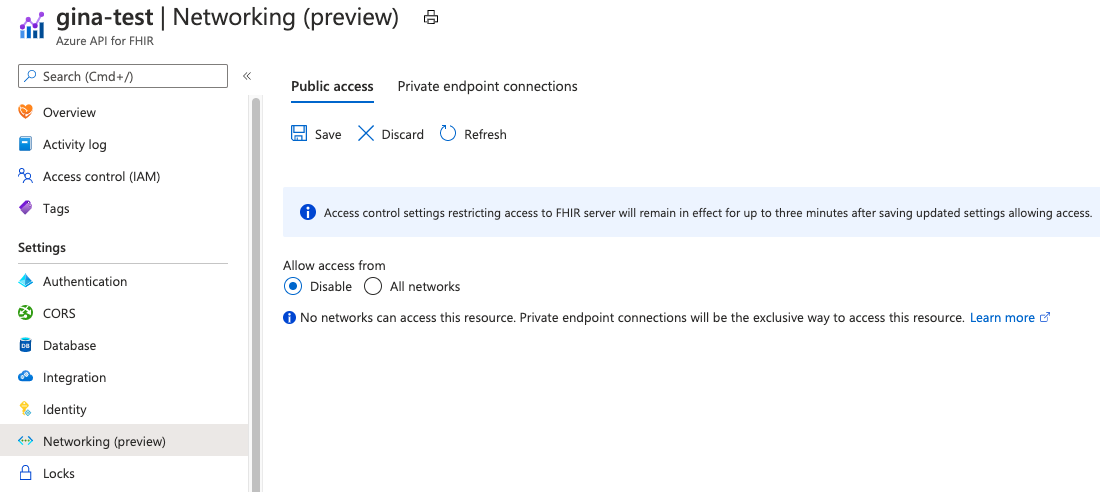 gina-test | Networking (preview)
Azure API for FHIR
Search (Cmd+/)
«
Overview
Activity log
Access control (IAM)
Tags
Settings
Authentication
CORS
Database
Integration
Identity
Networking (preview)
Locks
Public access
Private endpoint connections
Save
Discard
Refresh
Access control settings restricting access to FHIR server will remain in effect for up to three minutes after saving updated settings allowing access.
Allow access from
Disable
All networks
No networks can access this resource. Private endpoint connections will be the exclusive way to access this resource. Learn more